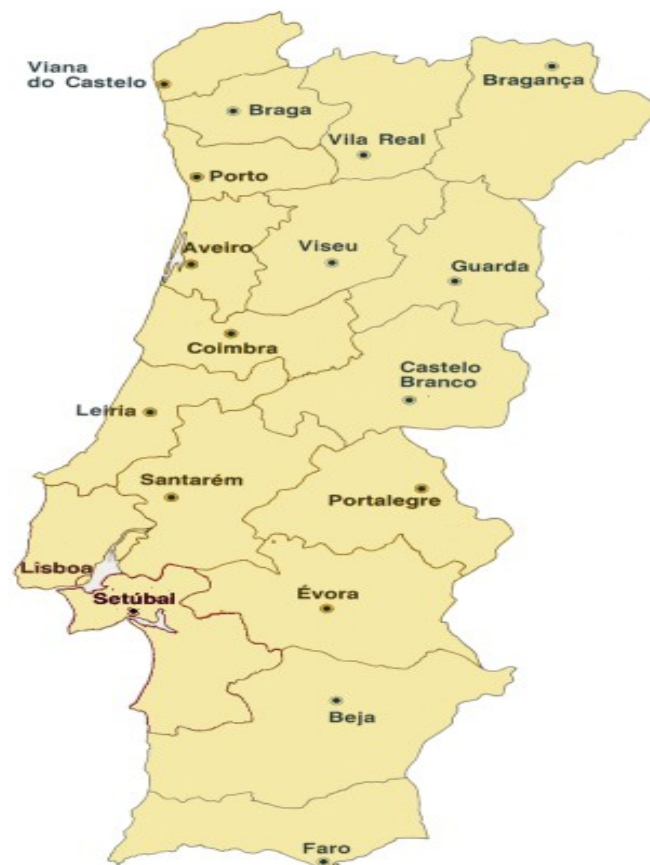 Viana
do Castelo
Bragança
Braga
Vila Real
Porto
Aveiro
Viseu
Guarda
Coimbra
Castelo
Branco
Leiria
Santarém
Portalegre
Lisboa
Setúbal
Évora
Beja
Faro